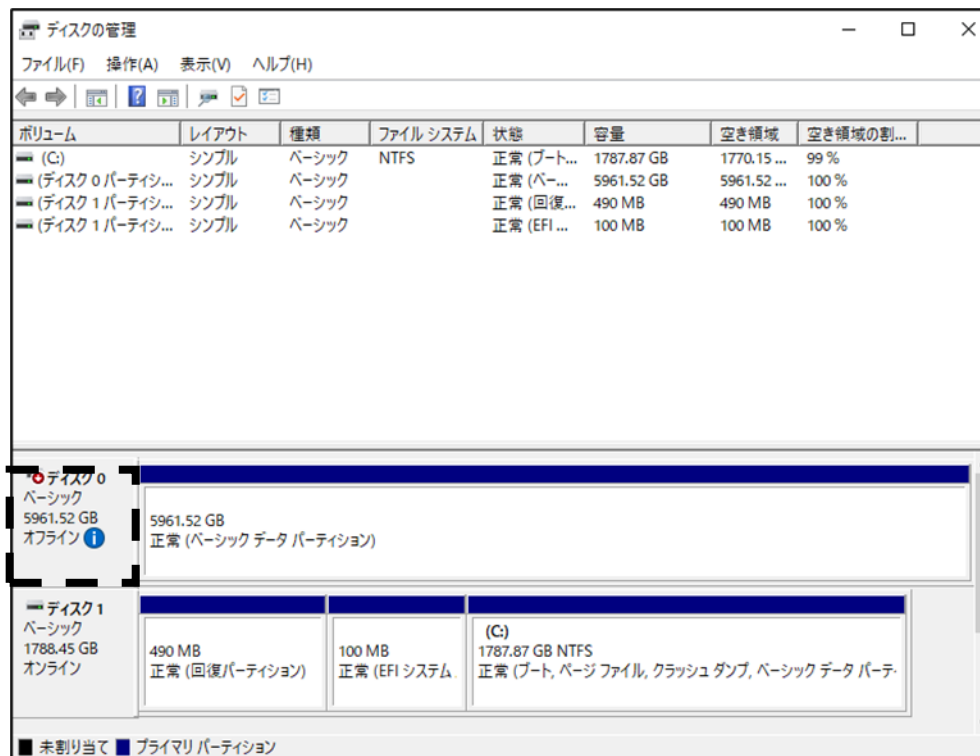 ディスクの管理
ファイル(F) 操作(A) 表示(V) ヘルプ(H)
ボリューム レイアウト 種類 ファイル システム 状態 容量 空き領域 空き領域の割...
(C:) シンプル ベーシック NTFS 正常 (ブート... 1787.87 GB 1770.15 ... 99 %
(ディスク 0 パーティシ... シンプル ベーシック 正常 (ベー... 5961.52 GB 5961.52 ... 100 %
(ディスク 1 パーティシ... シンプル ベーシック 正常 (回復... 490 MB 490 MB 100 %
(ディスク 1 パーティシ... シンプル ベーシック 正常 (EFI ... 100 MB 100 MB 100 %
ディスク 0
ベーシック
5961.52 GB
オフライン
5961.52 GB
正常 (ベーシック データ パーティション)
ディスク 1
ベーシック
1788.45 GB
オンライン
490 MB
正常 (回復パーティション)
100 MB
正常 (EFI システム
(C:)
1787.87 GB NTFS
正常 (ブート, ページ ファイル, クラッシュ ダンプ, ベーシック データ パーテ
未割り当て プライマリ パーティション